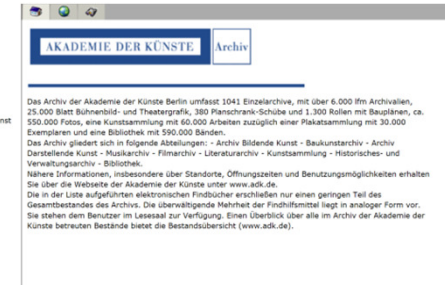 AKADEMIE DER KÜNSTE Archiv
Das Archiv der Akademie der Künste Berlin umfasst 1041 Einzelarchive, mit über 6.000 lfm Archivalien,
25.000 Blatt Bühnenbild- und Theatergrafik, 380 Planschrank-Schübe und 1.300 Rollen mit Bauplänen, ca.
550.000 Fotos, eine Kunstsammlung mit 60.000 Arbeiten zuzüglich einer Plakatsammlung mit 30.000
Exemplaren und eine Bibliothek mit 590.000 Bänden.
Das Archiv gliedert sich in folgende Abteilungen: - Archiv Bildende Kunst - Baukunstarchiv - Archiv
Darstellende Kunst - Musikarchiv - Filmarchiv - Literaturarchiv - Kunstsammlung - Historisches- und
Verwaltungsarchiv - Bibliothek.
Nähere Informationen, insbesondere über Standorte, Öffnungszeiten und Benutzungsmöglichkeiten erhalten
Sie über die Webseite der Akademie der Künste unter www.adk.de.
Die in der Liste aufgeführten elektronischen Findbücher erschließen nur einen geringen Teil des
Gesamtbestandes des Archivs. Die überwältigende Mehrheit der Findhilfsmittel liegt in analoger Form vor.
Sie stehen dem Benutzer im Lesesaal zur Verfügung. Einen Überblick über alle im Archiv der Akademie der
Künste betreuten Bestände bietet die Bestandsübersicht (www.adk.de).